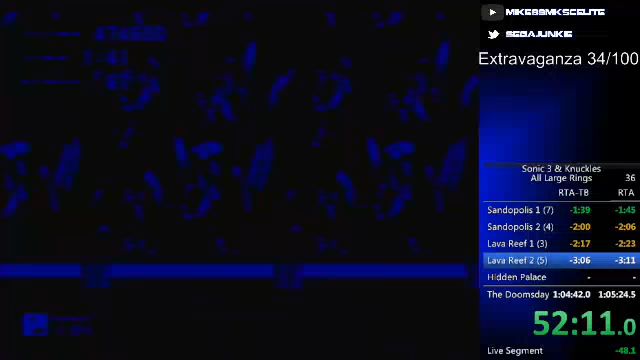 MIKE89MKSCELITE
SEGAJUNKIE
Extravaganza 34/100
Sonic 3 & Knuckles
All Large Rings 36
RTA-TB RTA
Sandopolis 1 (7) -1:39 -1:45
Sandopolis 2 (4) -2:00 -2:06
Lava Reef 1 (3) -2:17 -2:23
Lava Reef 2 (5) -3:06 -3:11
Hidden Palace - -
The Doomsday 1:04:42.0 1:05:24.5
52:11.0
Live Segment -48.1